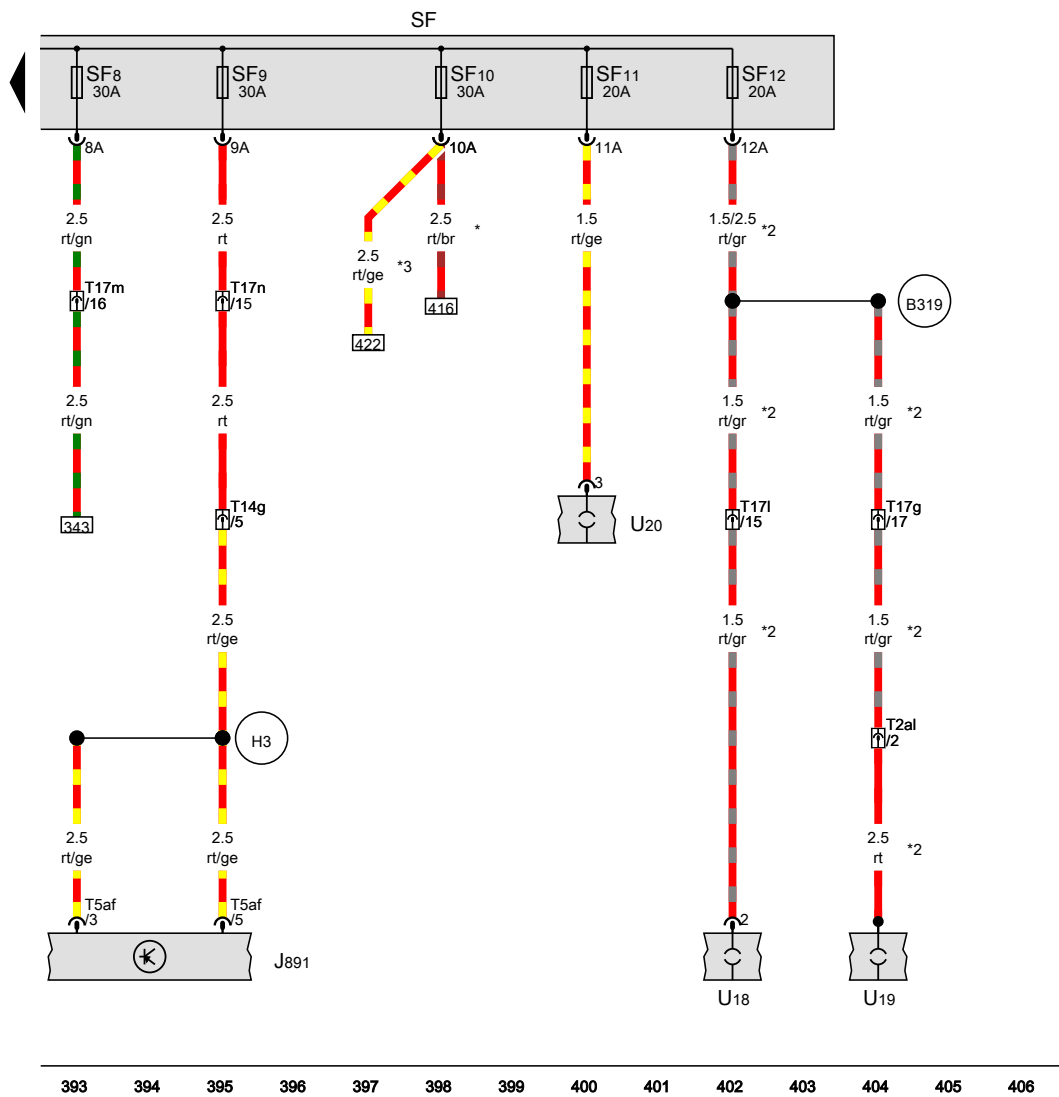 SF
SF8
30A
SF9
30A
SF10
30A
SF11
20A
SF12
20A
8A
9A
10A
11A
12A
2.5
rt/gn
2.5
rt
2.5
rt/ge
*3
2.5
rt/br
*
1.5
rt/ge
1.5/2.5
rt/gr
*2
T17m
/16
T17n
/15
416
422
B319
2.5
rt/gn
2.5
rt
1.5
rt/gr
*2
1.5
rt/gr
*2
343
T14g
/5
3
U20
T17l
/15
T17g
/17
2.5
rt/ge
1.5
rt/gr
*2
1.5
rt/gr
*2
H3
T2al
/2
2.5
rt/ge
2.5
rt/ge
2.5
rt
*2
T5af
/3
T5af
/5
2
J891
U18
U19
393 394 395 396 397 398 399 400 401 402 403 404 405 406